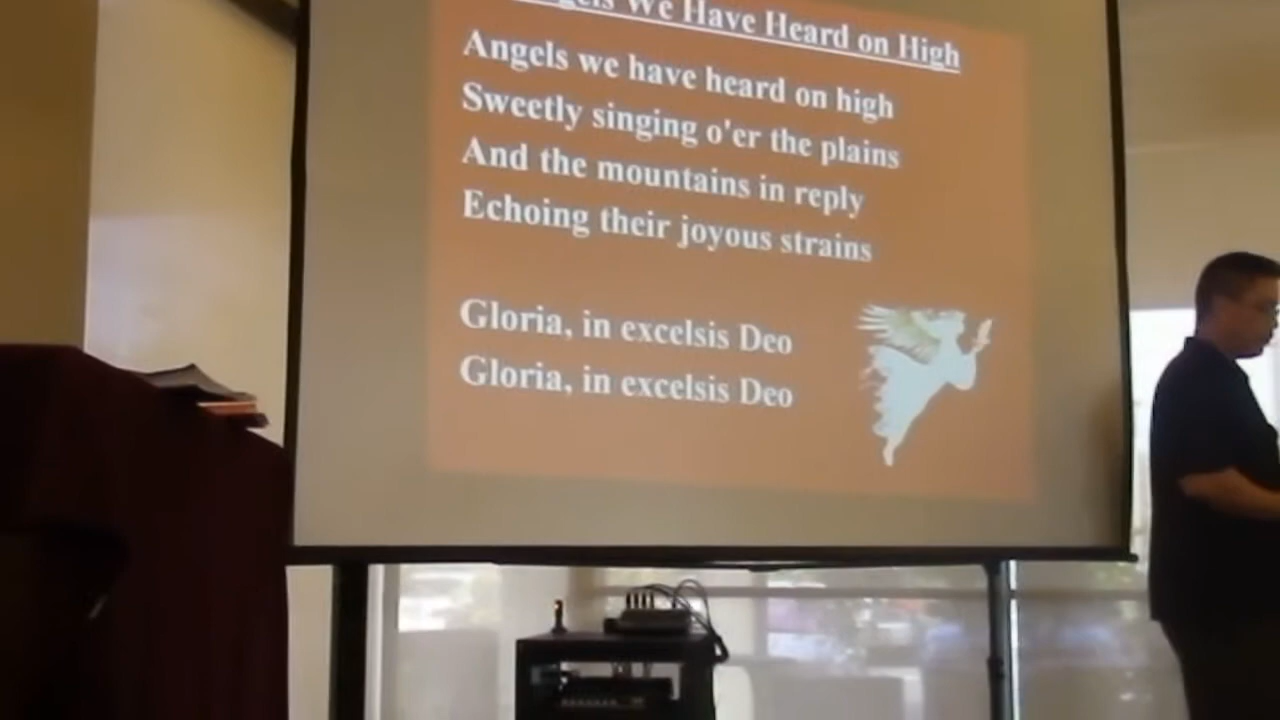 Angels We Have Heard on High
Angels we have heard on high
Sweetly singing o'er the plains
And the mountains in reply
Echoing their joyous strains
Gloria, in excelsis Deo
Gloria, in excelsis Deo